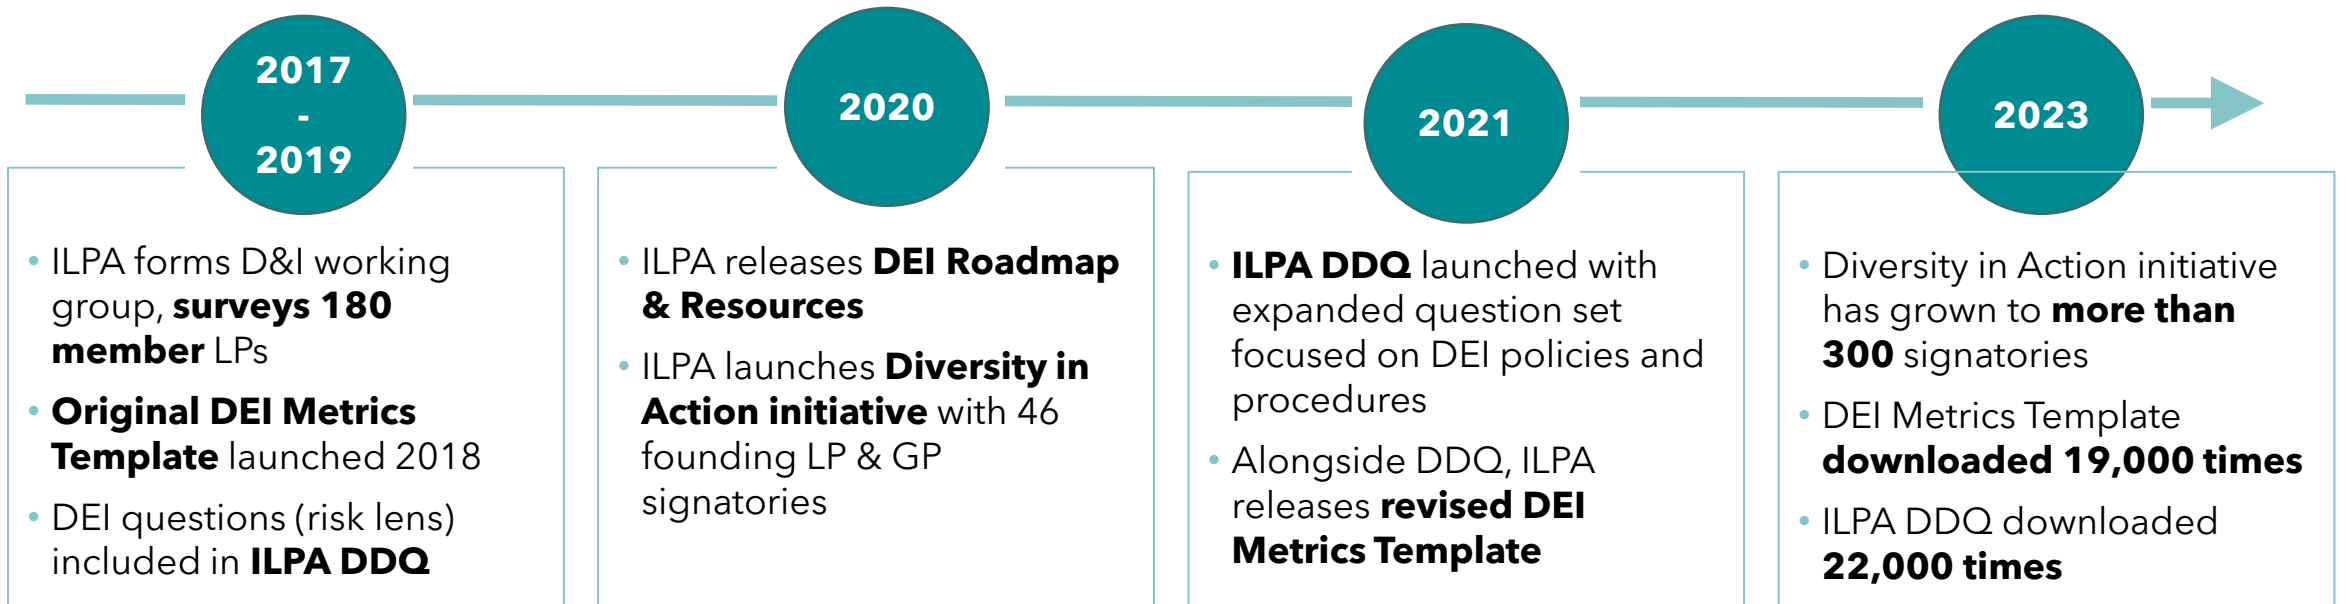 2017
-
2019
• ILPA forms D&I working
group, surveys 180
member LPs
• Original DEI Metrics
Template launched 2018
• DEI questions (risk lens)
included in ILPA DDQ
2020
• ILPA releases DEI Roadmap
& Resources
• ILPA launches Diversity in
Action initiative with 46
founding LP & GP
signatories
2021
• ILPA DDQ launched with
expanded question set
focused on DEI policies and
procedures
• Alongside DDQ, ILPA
releases revised DEI
Metrics Template
2023
• Diversity in Action initiative
has grown to more than
300 signatories
• DEI Metrics Template
downloaded 19,000 times
• ILPA DDQ downloaded
22,000 times